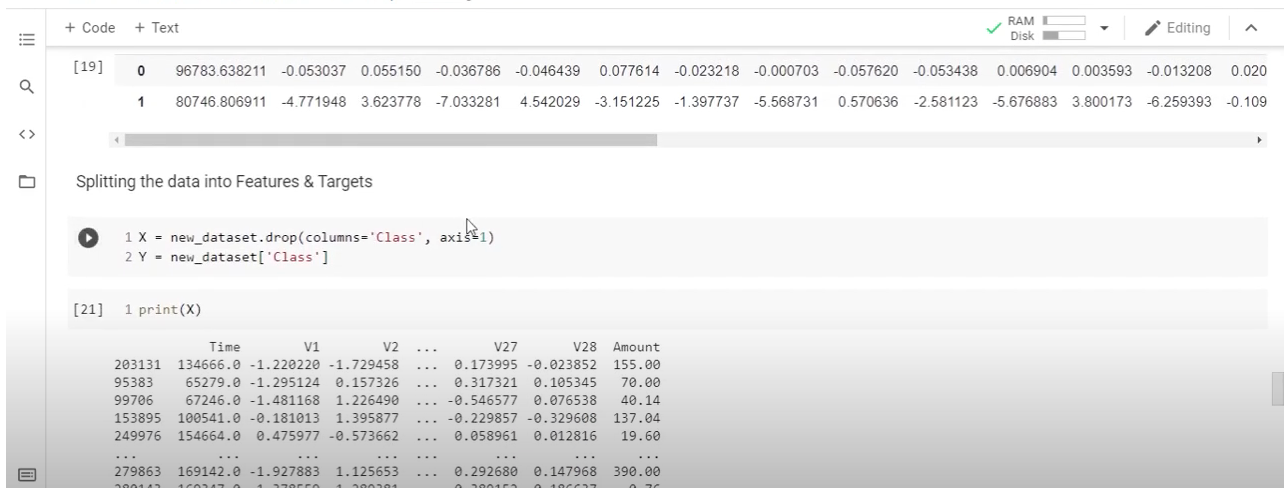 + Code + Text
RAM
Disk
Editing
[19] 0 96783.638211 -0.053037 0.055150 -0.036786 -0.046439 0.077614 -0.023218 -0.000703 -0.057620 -0.053438 0.006904 0.003593 -0.013208 0.020
1 80746.806911 -4.771948 3.623778 -7.033281 4.542029 -3.151225 -1.397737 -5.568731 0.570636 -2.581123 -5.676883 3.800173 -6.259393 -0.109
Splitting the data into Features & Targets
1 X = new_dataset.drop(columns='Class', axis=1)
2 Y = new_dataset['Class']
[21] 1 print(X)
Time V1 V2 ... V27 V28 Amount
203131 134666.0 -1.220220 -1.729458 ... 0.173995 -0.023852 155.00
95383 65279.0 -1.295124 0.157326 ... 0.317321 0.105345 70.00
99706 67246.0 -1.481168 1.226490 ... -0.546577 0.076538 40.14
153895 100541.0 -0.181013 1.395877 ... -0.229857 -0.329608 137.04
249976 154664.0 0.475977 -0.573662 ... 0.058961 0.012816 19.60
... ... ... ... ... ... ... ...
279863 169142.0 -1.927883 1.125653 ... 0.292680 0.147968 390.00